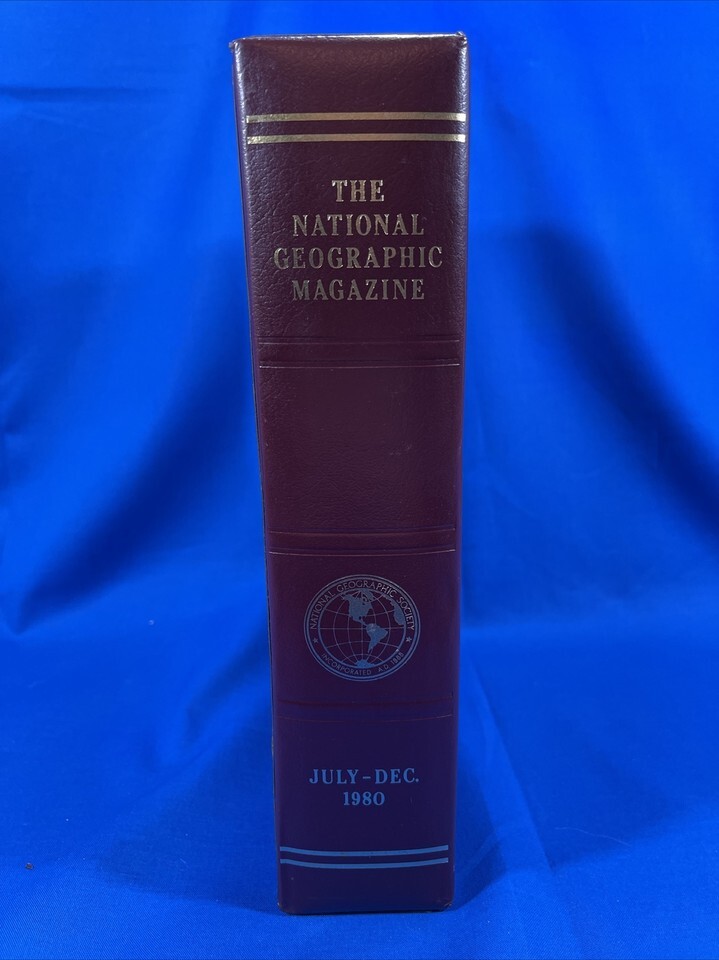 THE
NATIONAL
GEOGRAPHIC
MAGAZINE
NATIONAL GEOGRAPHIC SOCIETY
INCORPORATED A.D. 1888
JULY-DEC.
1980